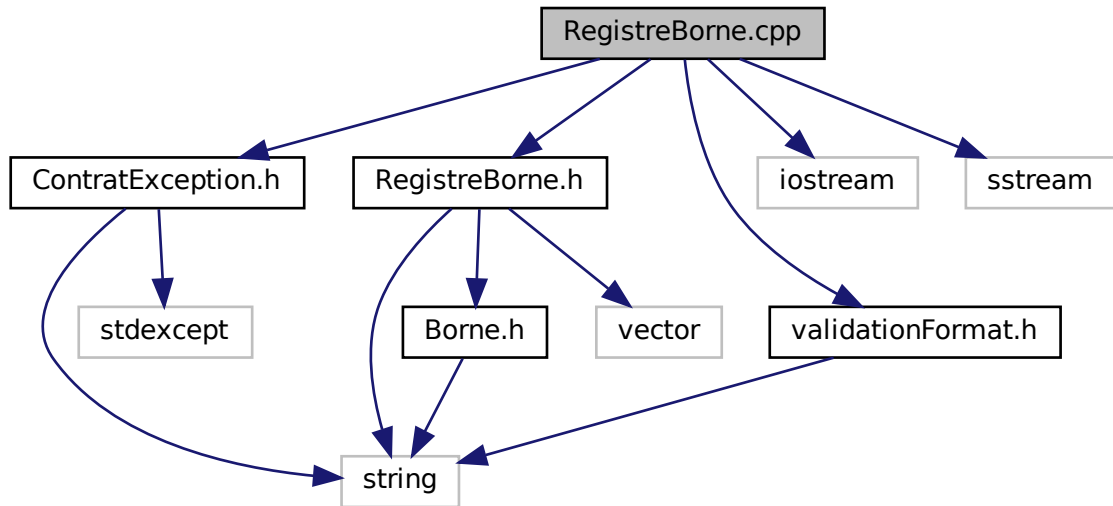 RegistreBorne.cpp
ContratException.h
RegistreBorne.h
iostream
sstream
stdexcept
Borne.h
vector
validationFormat.h
string